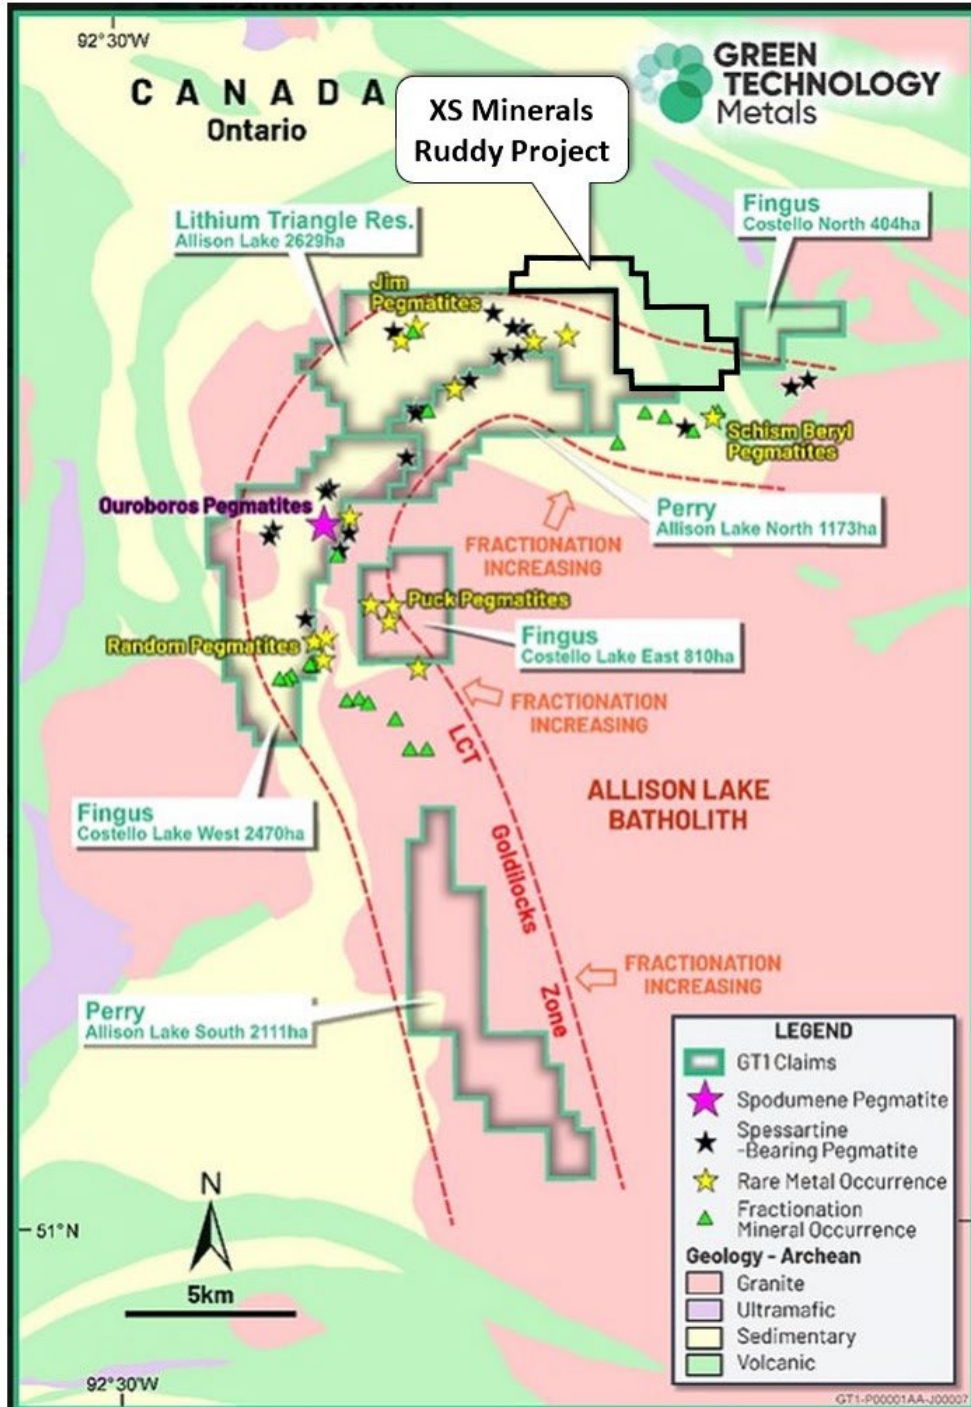 92°30'W
CANADA
Ontario
GREEN
TECHNOLOGY
Metals
XS Minerals
Ruddy Project
Lithium Triangle Res.
Allison Lake 2629ha
Fingus
Costello North 404ha
Jim
Pegmatites
Schism Beryl
Pegmatites
Ouroboros Pegmatites
Perry
Allison Lake North 1173ha
FRACTIONATION
INCREASING
Puck Pegmatites
Random Pegmatites
Fingus
Costello Lake East 810ha
FRACTIONATION
INCREASING
LCT
Goldilocks
Zone
ALLISON LAKE
BATHOLITH
Fingus
Costello Lake West 2470ha
FRACTIONATION
INCREASING
Perry
Allison Lake South 2111ha
LEGEND
GT1 Claims
Spodumene Pegmatite
Spessartine
-Bearing Pegmatite
Rare Metal Occurrence
Fractionation
Mineral Occurrence
Geology - Archean
Granite
Ultramafic
Sedimentary
Volcanic
N
5km
51°N
92°30'W
GT1-P00001AA-J00007